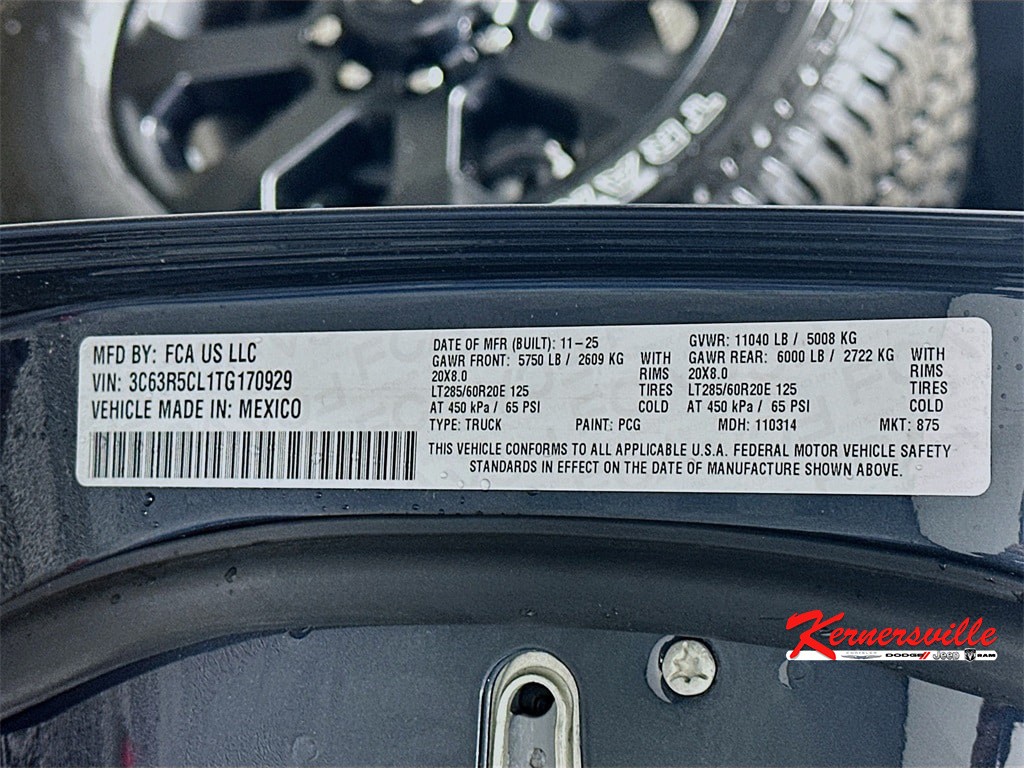 TERRA
MFD BY: FCA US LLC
VIN: 3C63R5CL1TG170929
VEHICLE MADE IN: MEXICO
DATE OF MFR (BUILT): 11-25
GAWR FRONT: 5750 LB / 2609 KG WITH
20X8.0 RIMS
LT285/60R20E 125 TIRES
AT 450 kPa / 65 PSI COLD
GVWR: 11040 LB / 5008 KG
GAWR REAR: 6000 LB / 2722 KG WITH
20X8.0 RIMS
LT285/60R20E 125 TIRES
AT 450 kPa / 65 PSI COLD
TYPE: TRUCK PAINT: PCG MDH: 110314 MKT: 875
THIS VEHICLE CONFORMS TO ALL APPLICABLE U.S.A. FEDERAL MOTOR VEHICLE SAFETY
STANDARDS IN EFFECT ON THE DATE OF MANUFACTURE SHOWN ABOVE.
Kernersville
CHRYSLER DODGE Jeep RAM